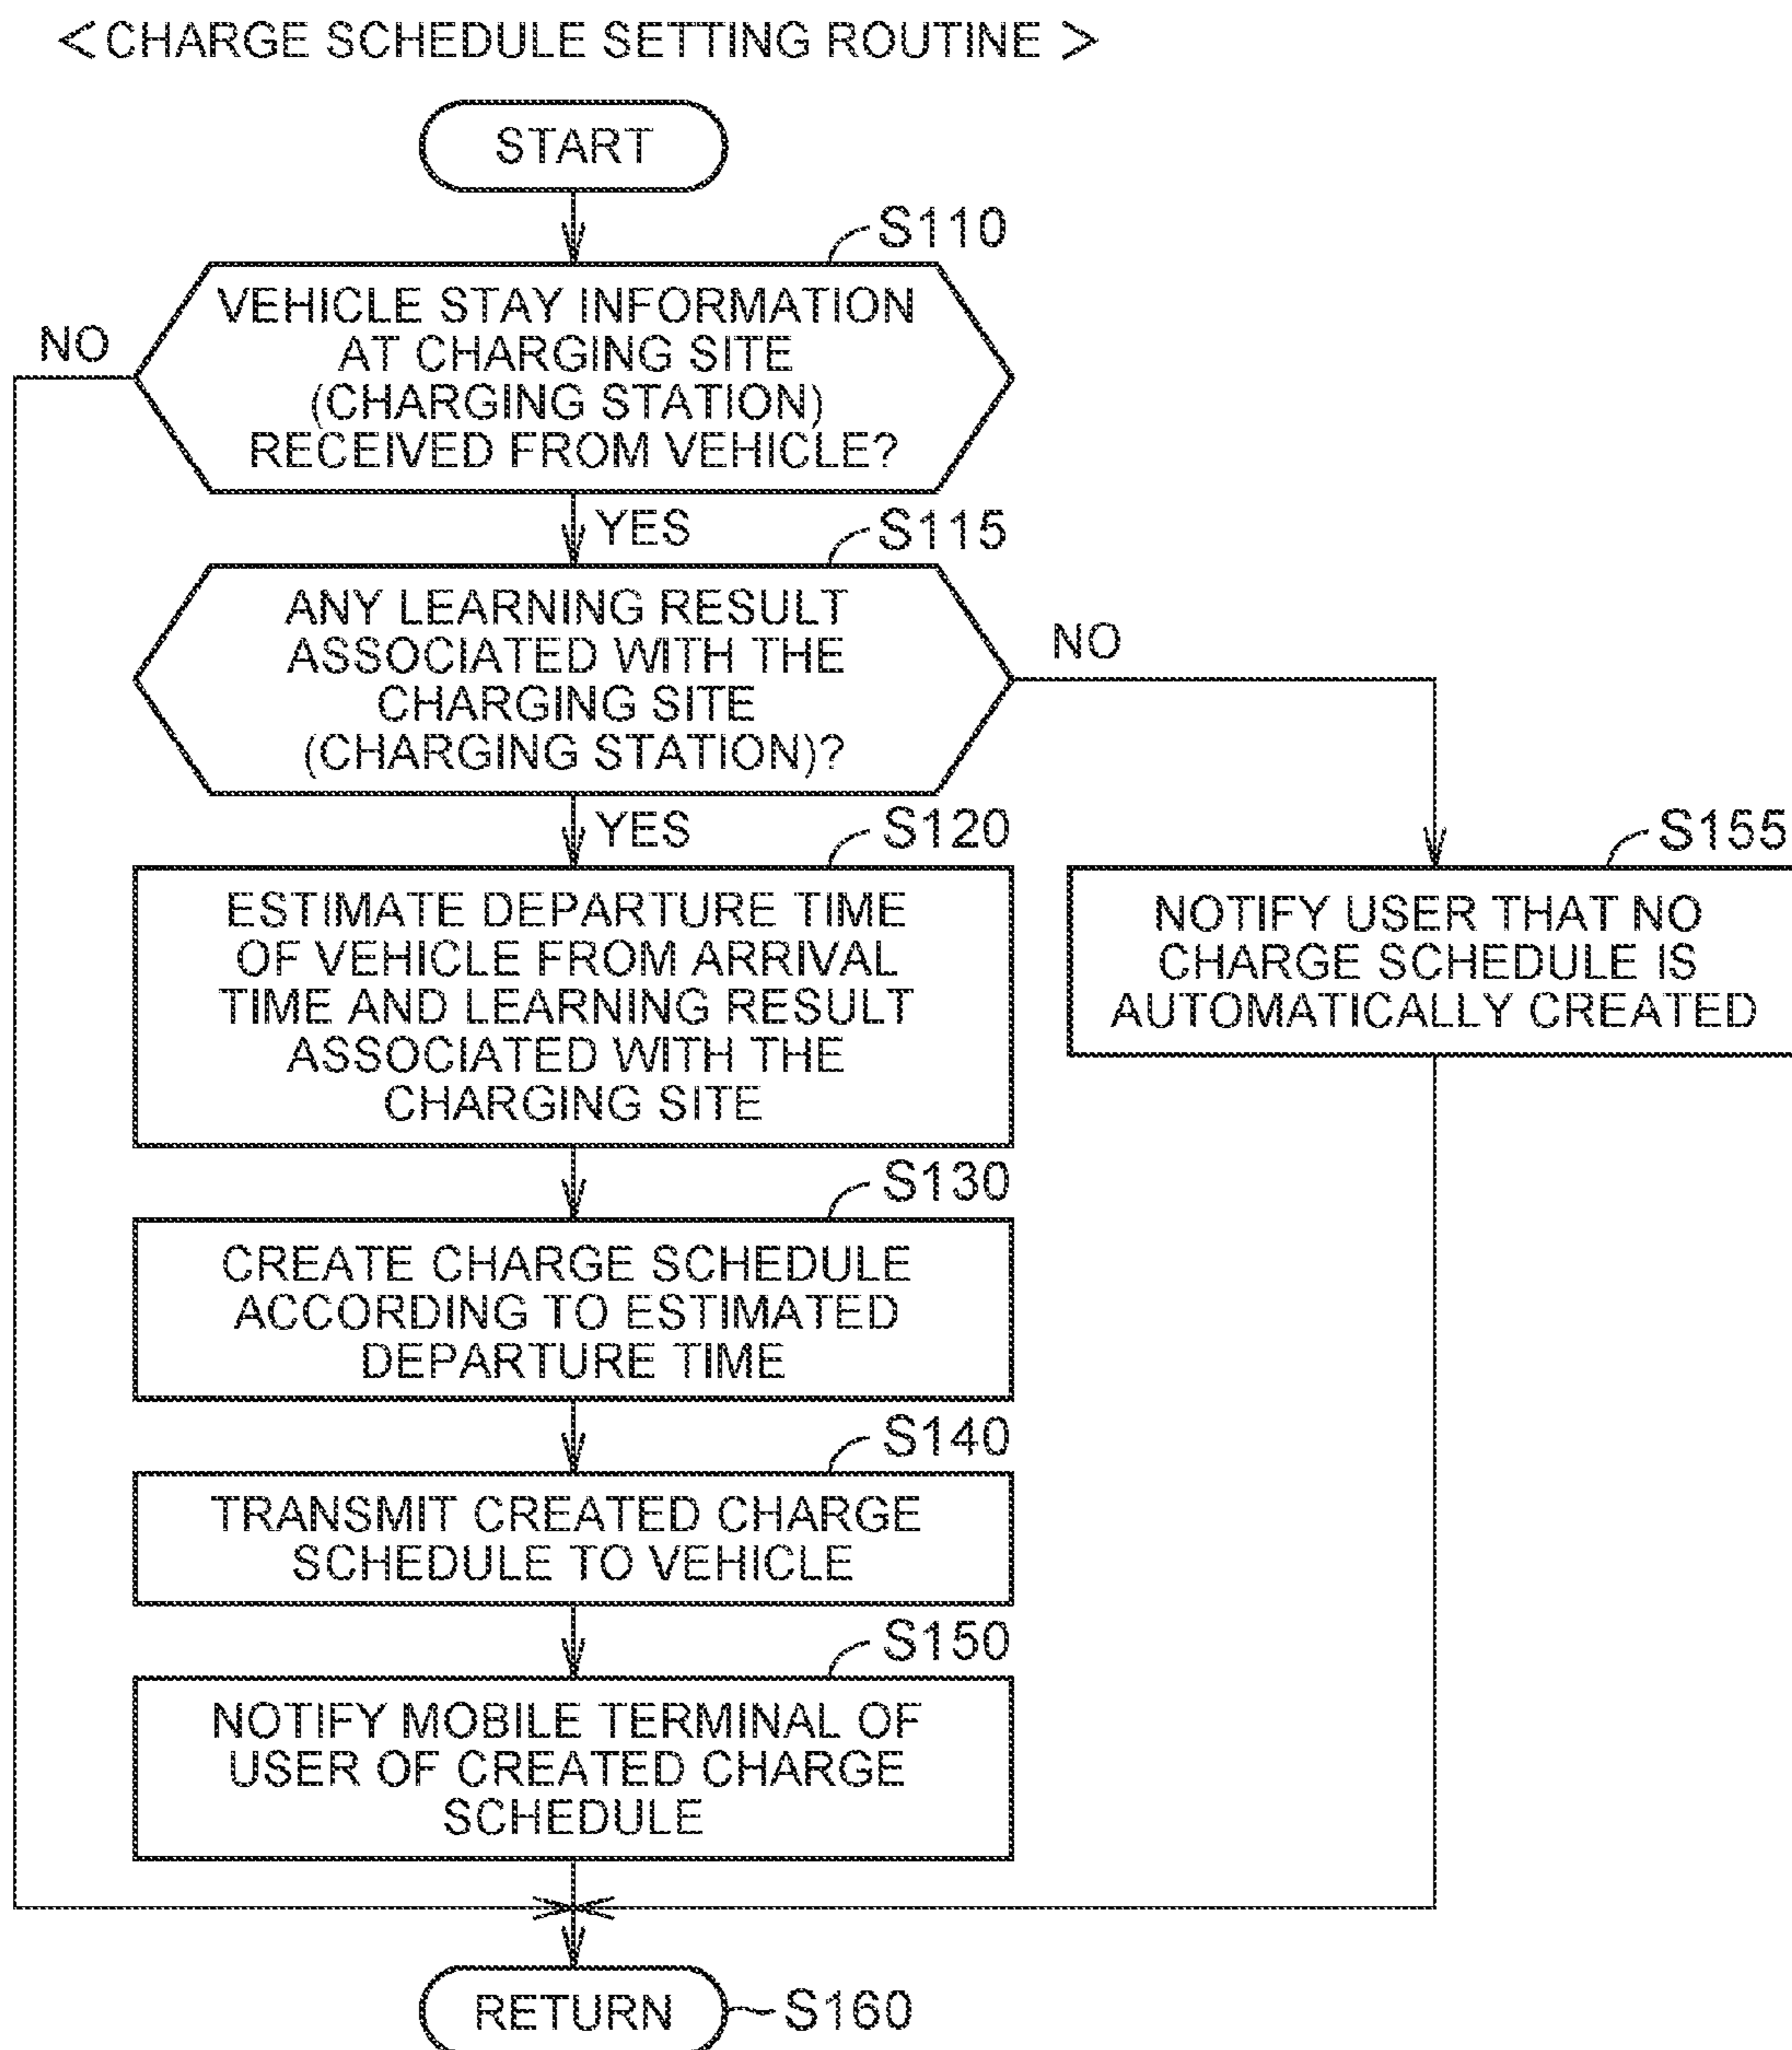 < CHARGE SCHEDULE SETTING ROUTINE >
START
S110
VEHICLE STAY INFORMATION
AT CHARGING SITE
(CHARGING STATION)
RECEIVED FROM VEHICLE?
NO
YES
S115
ANY LEARNING RESULT
ASSOCIATED WITH THE
CHARGING SITE
(CHARGING STATION)?
NO
YES
S120
ESTIMATE DEPARTURE TIME
OF VEHICLE FROM ARRIVAL
TIME AND LEARNING RESULT
ASSOCIATED WITH THE
CHARGING SITE
S155
NOTIFY USER THAT NO
CHARGE SCHEDULE IS
AUTOMATICALLY CREATED
S130
CREATE CHARGE SCHEDULE
ACCORDING TO ESTIMATED
DEPARTURE TIME
S140
TRANSMIT CREATED CHARGE
SCHEDULE TO VEHICLE
S150
NOTIFY MOBILE TERMINAL OF
USER OF CREATED CHARGE
SCHEDULE
RETURN
S160